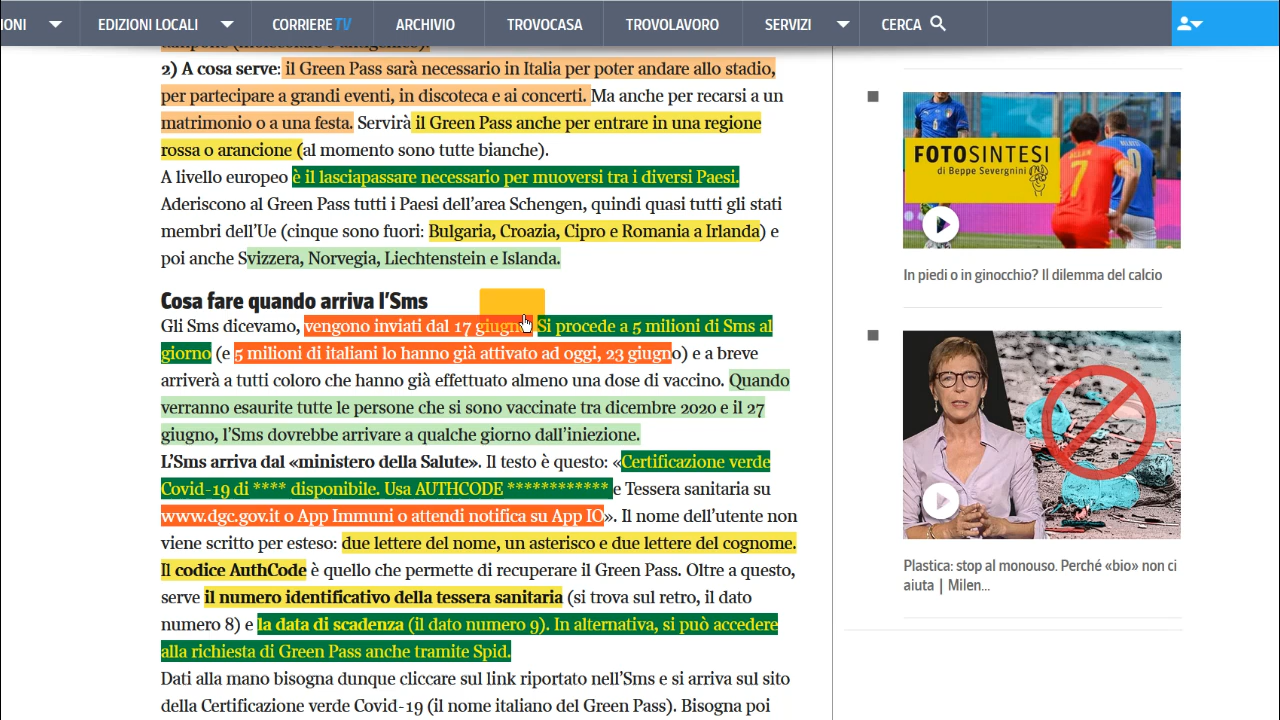 IONI
EDIZIONI LOCALI
CORRIERE TV
ARCHIVIO
TROVOCASA
TROVOLAVORO
SERVIZI
CERCA
tampone (molecolare o antigenico).
2) A cosa serve: il Green Pass sarà necessario in Italia per poter andare allo stadio,
per partecipare a grandi eventi, in discoteca e ai concerti. Ma anche per recarsi a un
matrimonio o a una festa. Servirà il Green Pass anche per entrare in una regione
rossa o arancione (al momento sono tutte bianche).
A livello europeo è il lasciapassare necessario per muoversi tra i diversi Paesi.
Aderiscono al Green Pass tutti i Paesi dell'area Schengen, quindi quasi tutti gli stati
membri dell'Ue (cinque sono fuori: Bulgaria, Croazia, Cipro e Romania a Irlanda) e
poi anche Svizzera, Norvegia, Liechtenstein e Islanda.
Cosa fare quando arriva l'Sms
Gli Sms dicevamo, vengono inviati dal 17 giugno. Si procede a 5 milioni di Sms al
giorno (e 5 milioni di italiani lo hanno già attivato ad oggi, 23 giugno) e a breve
arriverà a tutti coloro che hanno già effettuato almeno una dose di vaccino. Quando
verranno esaurite tutte le persone che si sono vaccinate tra dicembre 2020 e il 27
giugno, l'Sms dovrebbe arrivare a qualche giorno dall'iniezione.
L'Sms arriva dal «ministero della Salute». Il testo è questo: «Certificazione verde
Covid-19 di **** disponibile. Usa AUTHCODE ************ e Tessera sanitaria su
www.dgc.gov.it o App Immuni o attendi notifica su App IO». Il nome dell'utente non
viene scritto per esteso: due lettere del nome, un asterisco e due lettere del cognome.
Il codice AuthCode è quello che permette di recuperare il Green Pass. Oltre a questo,
serve il numero identificativo della tessera sanitaria (si trova sul retro, il dato
numero 8) e la data di scadenza (il dato numero 9). In alternativa, si può accedere
alla richiesta di Green Pass anche tramite Spid.
Dati alla mano bisogna dunque cliccare sul link riportato nell'Sms e si arriva sul sito
della Certificazione verde Covid-19 (il nome italiano del Green Pass). Bisogna poi
FOTOSINTESI
di Beppe Severgnini
In piedi o in ginocchio? Il dilemma del calcio
Plastica: stop al monouso. Perché «bio» non ci
aiuta | Milen...